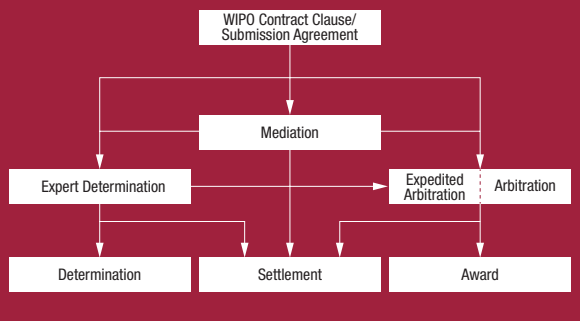 WIPO Contract Clause/
Submission Agreement
Mediation
Expert Determination
Expedited
Arbitration
Arbitration
Determination
Settlement
Award